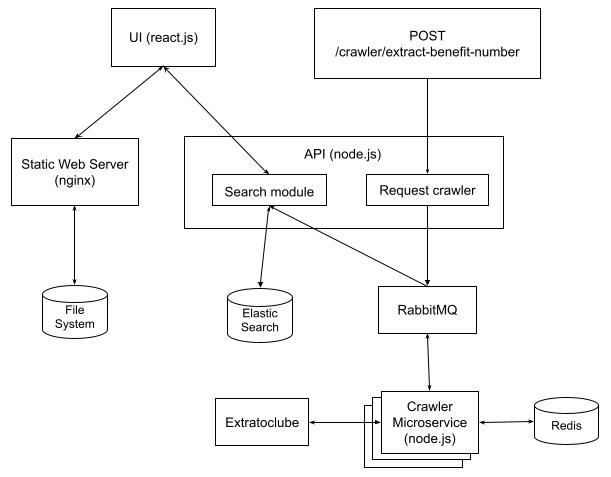 UI (react.js)
POST
/crawler/extract-benefit-number
Static Web Server
(nginx)
API (node.js)
Search module
Request crawler
File
System
Elastic
Search
RabbitMQ
Extratoclube
Crawler
Microservice
(node.js)
Redis